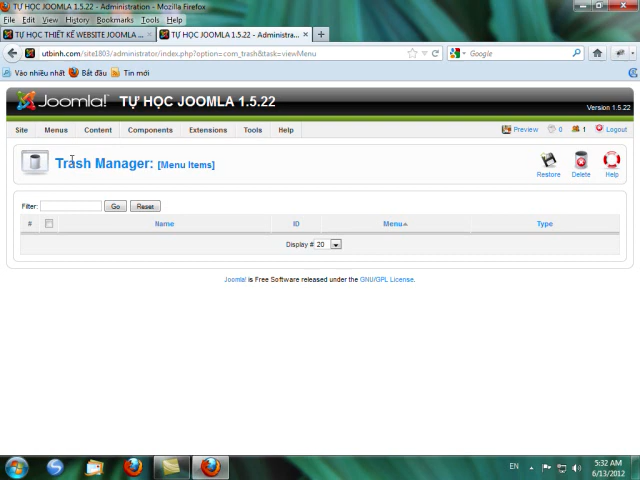 TỰ HỌC JOOMLA 1.5.22 - Administration - Mozilla Firefox
File Edit View History Bookmarks Tools Help
TỰ HỌC THIẾT KẾ WEBSITE JOOMLA ... × TỰ HỌC JOOMLA 1.5.22 - Administra... × +
utbinh.com/site1803/administrator/index.php?option=com_trash&task=viewMenu Google
Vào nhiều nhất Bắt đầu Tin mới
Joomla! TỰ HỌC JOOMLA 1.5.22
Version 1.5.22
Site Menus Content Components Extensions Tools Help Preview 0 1 Logout
Trash Manager: [Menu Items]
Restore Delete Help
Filter: Go Reset
# Name ID Menu Type
Display # 20
Joomla! is Free Software released under the GNU/GPL License.
EN 5:32 AM
6/13/2012